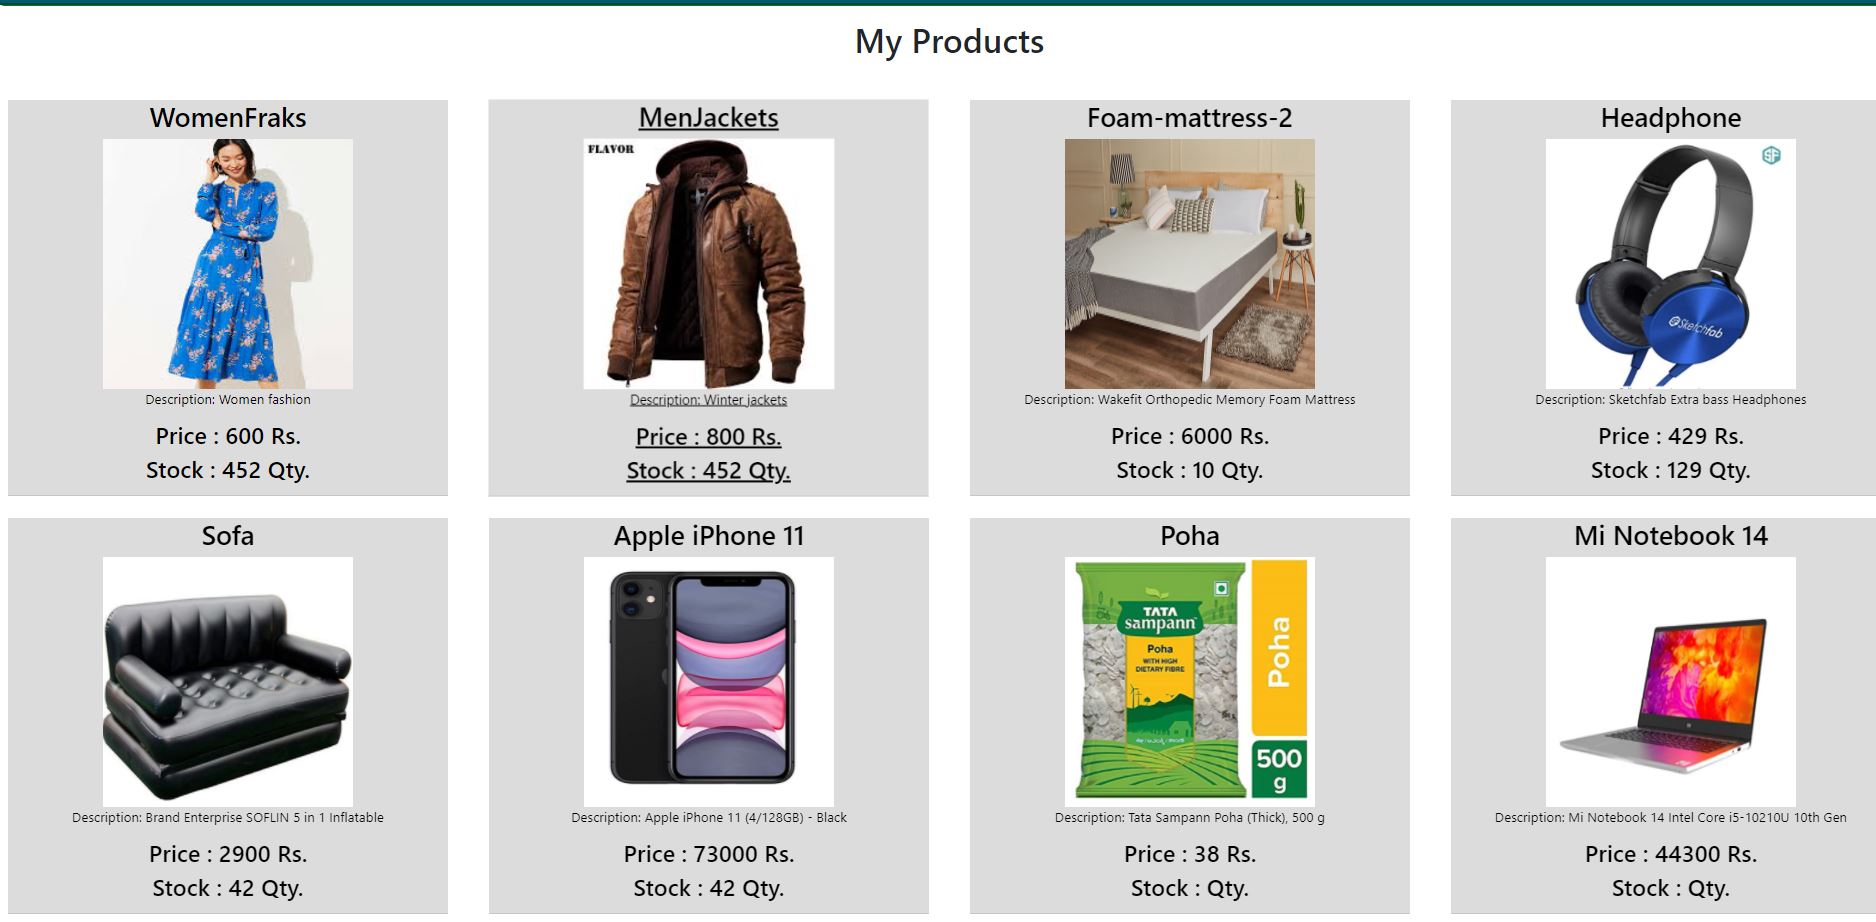 My Products
WomenFraks
Description: Women fashion
Price : 600 Rs.
Stock : 452 Qty.
MenJackets
FLAVOR
Description: Winter jackets
Price : 800 Rs.
Stock : 452 Qty.
Foam-mattress-2
Description: Wakefit Orthopedic Memory Foam Mattress
Price : 6000 Rs.
Stock : 10 Qty.
Headphone
SF
Sketchfab
Description: Sketchfab Extra bass Headphones
Price : 429 Rs.
Stock : 129 Qty.
Sofa
Description: Brand Enterprise SOFLIN 5 in 1 Inflatable
Price : 2900 Rs.
Stock : 42 Qty.
Apple iPhone 11
Description: Apple iPhone 11 (4/128GB) - Black
Price : 73000 Rs.
Stock : 42 Qty.
Poha
TATA
sampann
Poha
WITH HIGH
DIETARY FIBRE
Poha
500
g
Description: Tata Sampann Poha (Thick), 500 g
Price : 38 Rs.
Stock : Qty.
Mi Notebook 14
Description: Mi Notebook 14 Intel Core i5-10210U 10th Gen
Price : 44300 Rs.
Stock : Qty.